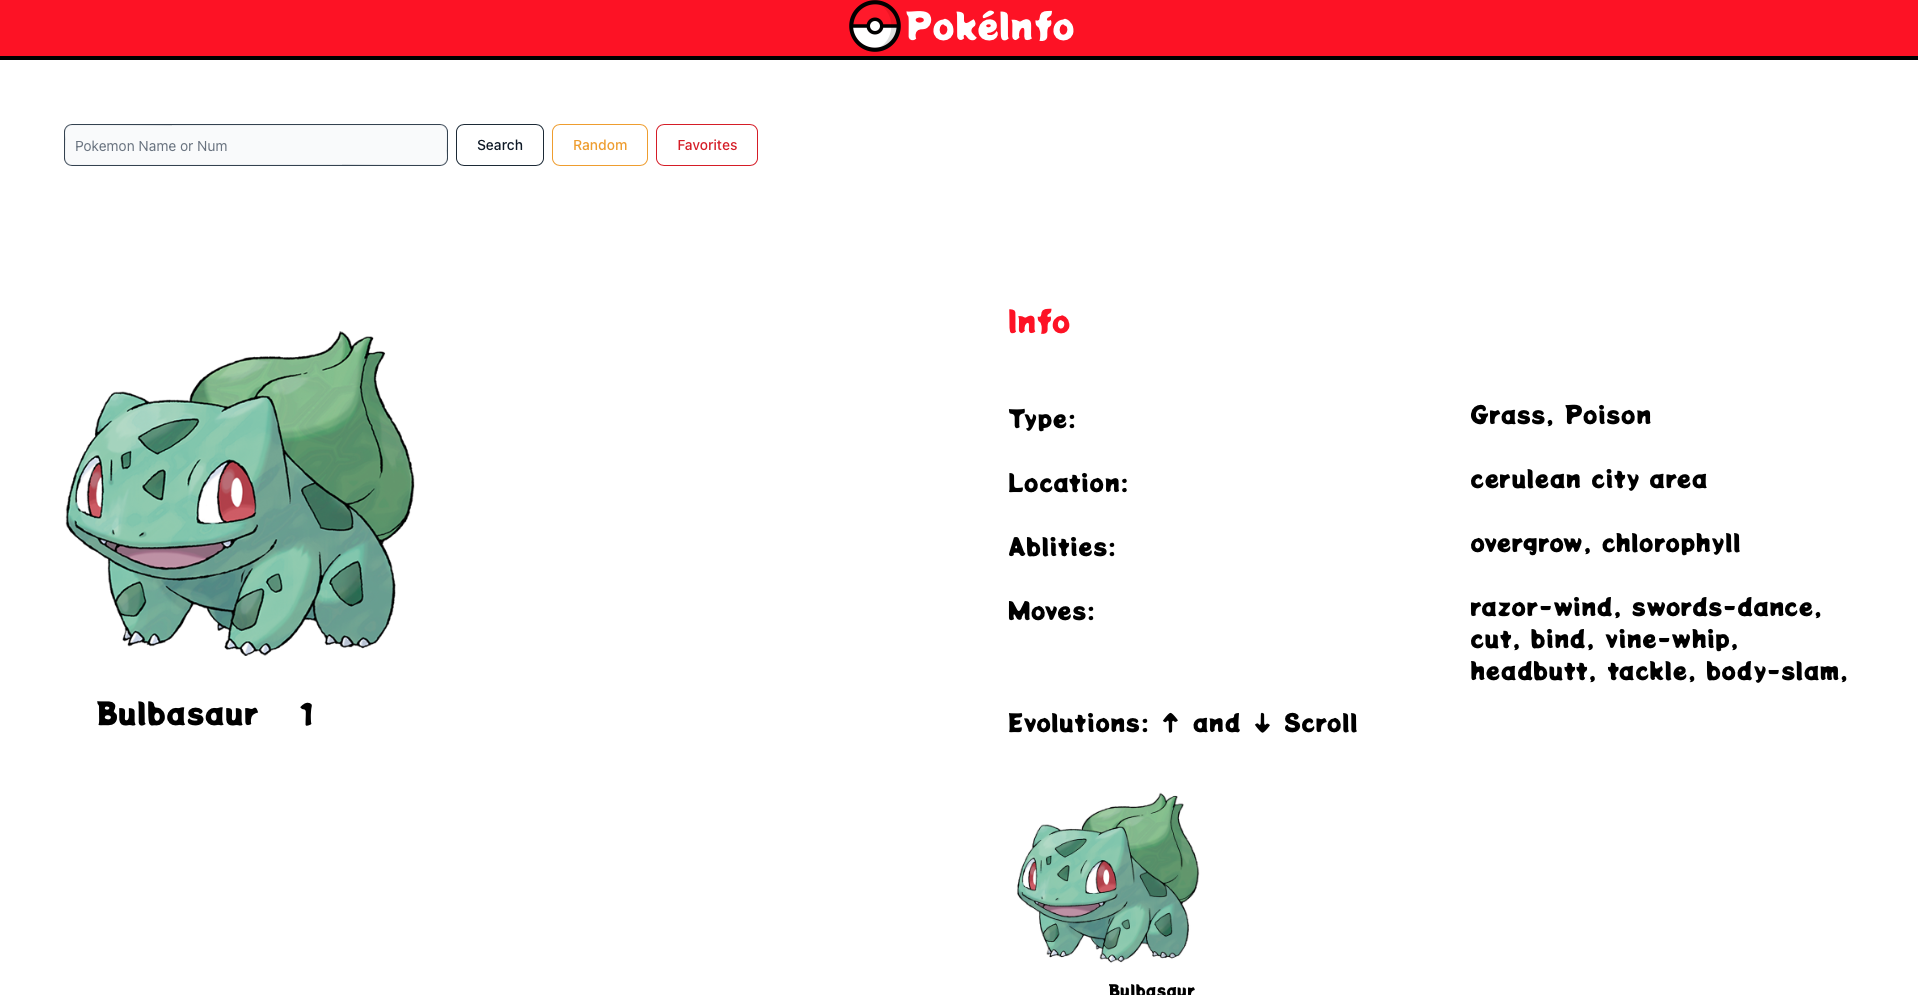 PokéInfo
Pokemon Name or Num
Search
Random
Favorites
Info
Type:
Grass, Poison
Location:
cerulean city area
Ablities:
overgrow, chlorophyll
Moves:
razor-wind, swords-dance,
cut, bind, vine-whip,
headbutt, tackle, body-slam,
Bulbasaur 1
Evolutions: ↑ and ↓ Scroll
Bulbasaur